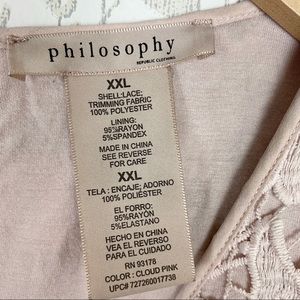 philosophy
REPUBLIC CLOTHING
XXL
SHELL:LACE:
TRIMMING FABRIC
100% POLYESTER
LINING:
95%RAYON
5%SPANDEX
MADE IN CHINA
SEE REVERSE
FOR CARE
XXL
TELA : ENCAJE; ADORNO
100% POLIÉSTER
EL FORRO:
95%RAYÓN
5%ELASTANO
HECHO EN CHINA
VEA EL REVERSO
PARA EL CUIDADO
RN 93178
COLOR : CLOUD PINK
UPC# 727260017738